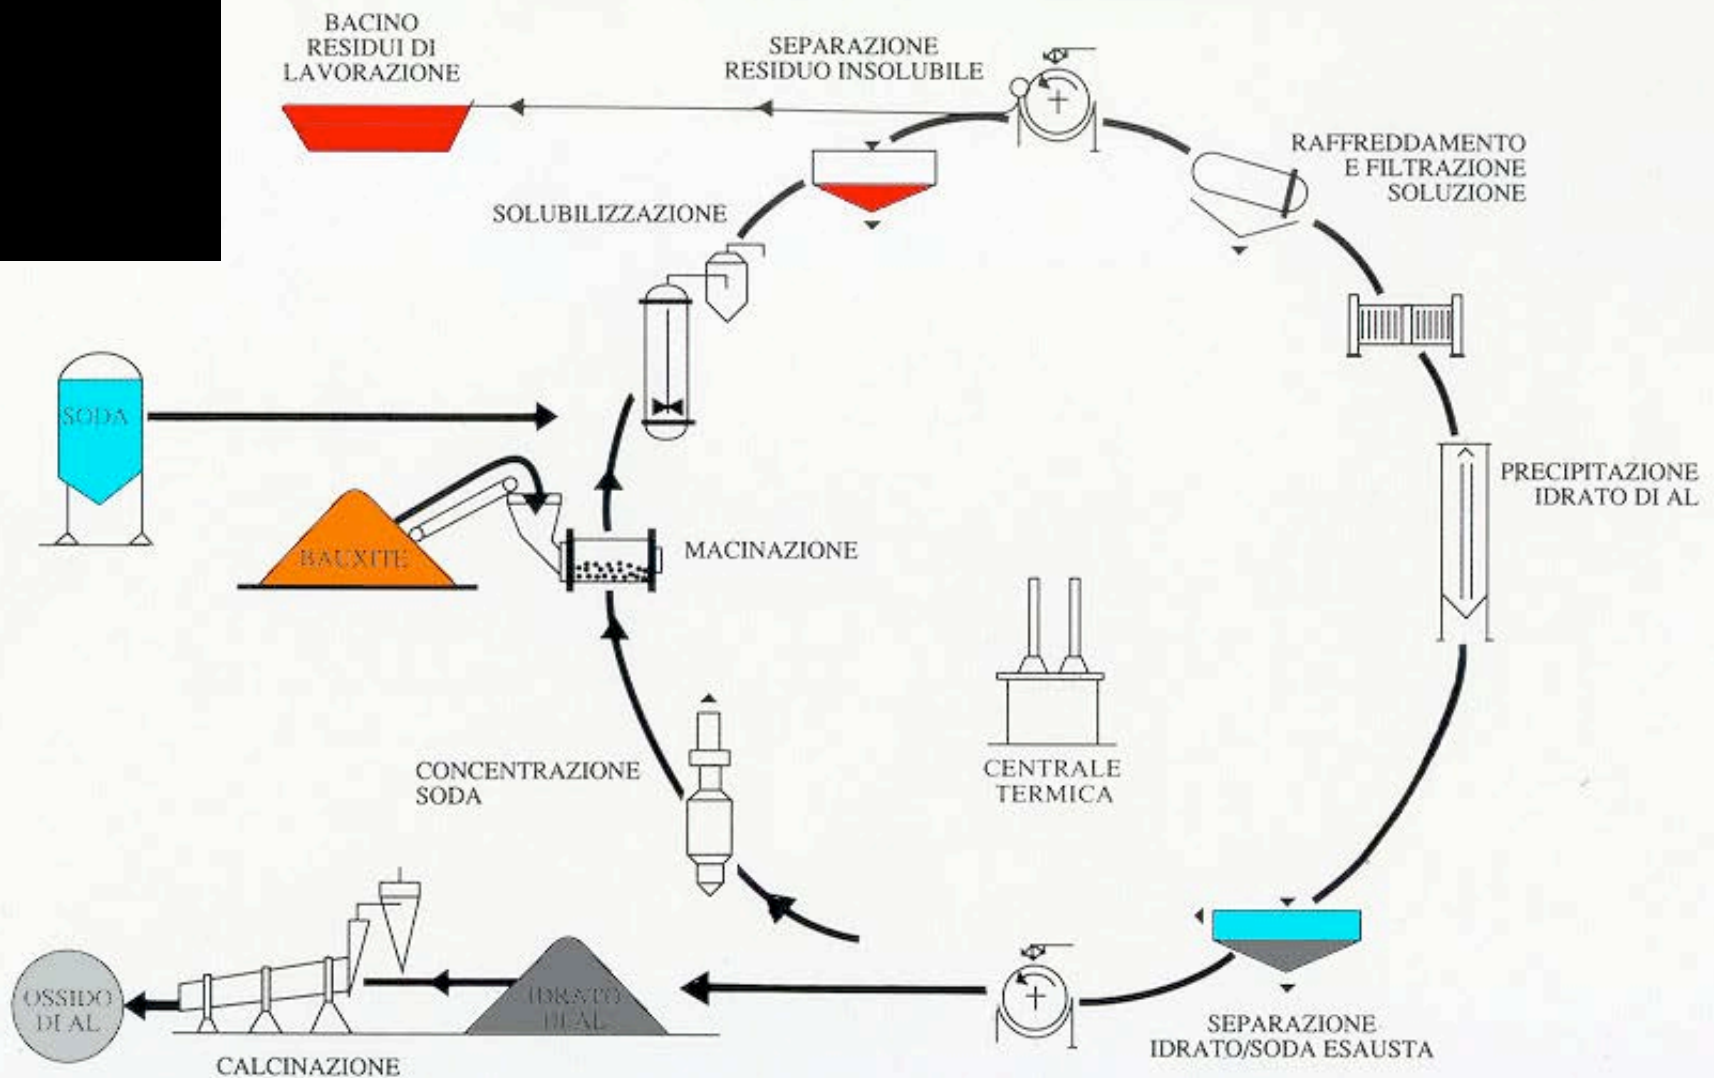 BACINO
RESIDUI DI
LAVORAZIONE
SEPARAZIONE
RESIDUO INSOLUBILE
RAFFREDDAMENTO
E FILTRAZIONE
SOLUZIONE
SOLUBILIZZAZIONE
SODA
PRECIPITAZIONE
IDRATO DI AL
BAUXITE
MACINAZIONE
CONCENTRAZIONE
SODA
CENTRALE
TERMICA
OSSIDO
DI AL
IDRATO
DI AL
SEPARAZIONE
IDRATO/SODA ESAUSTA
CALCINAZIONE